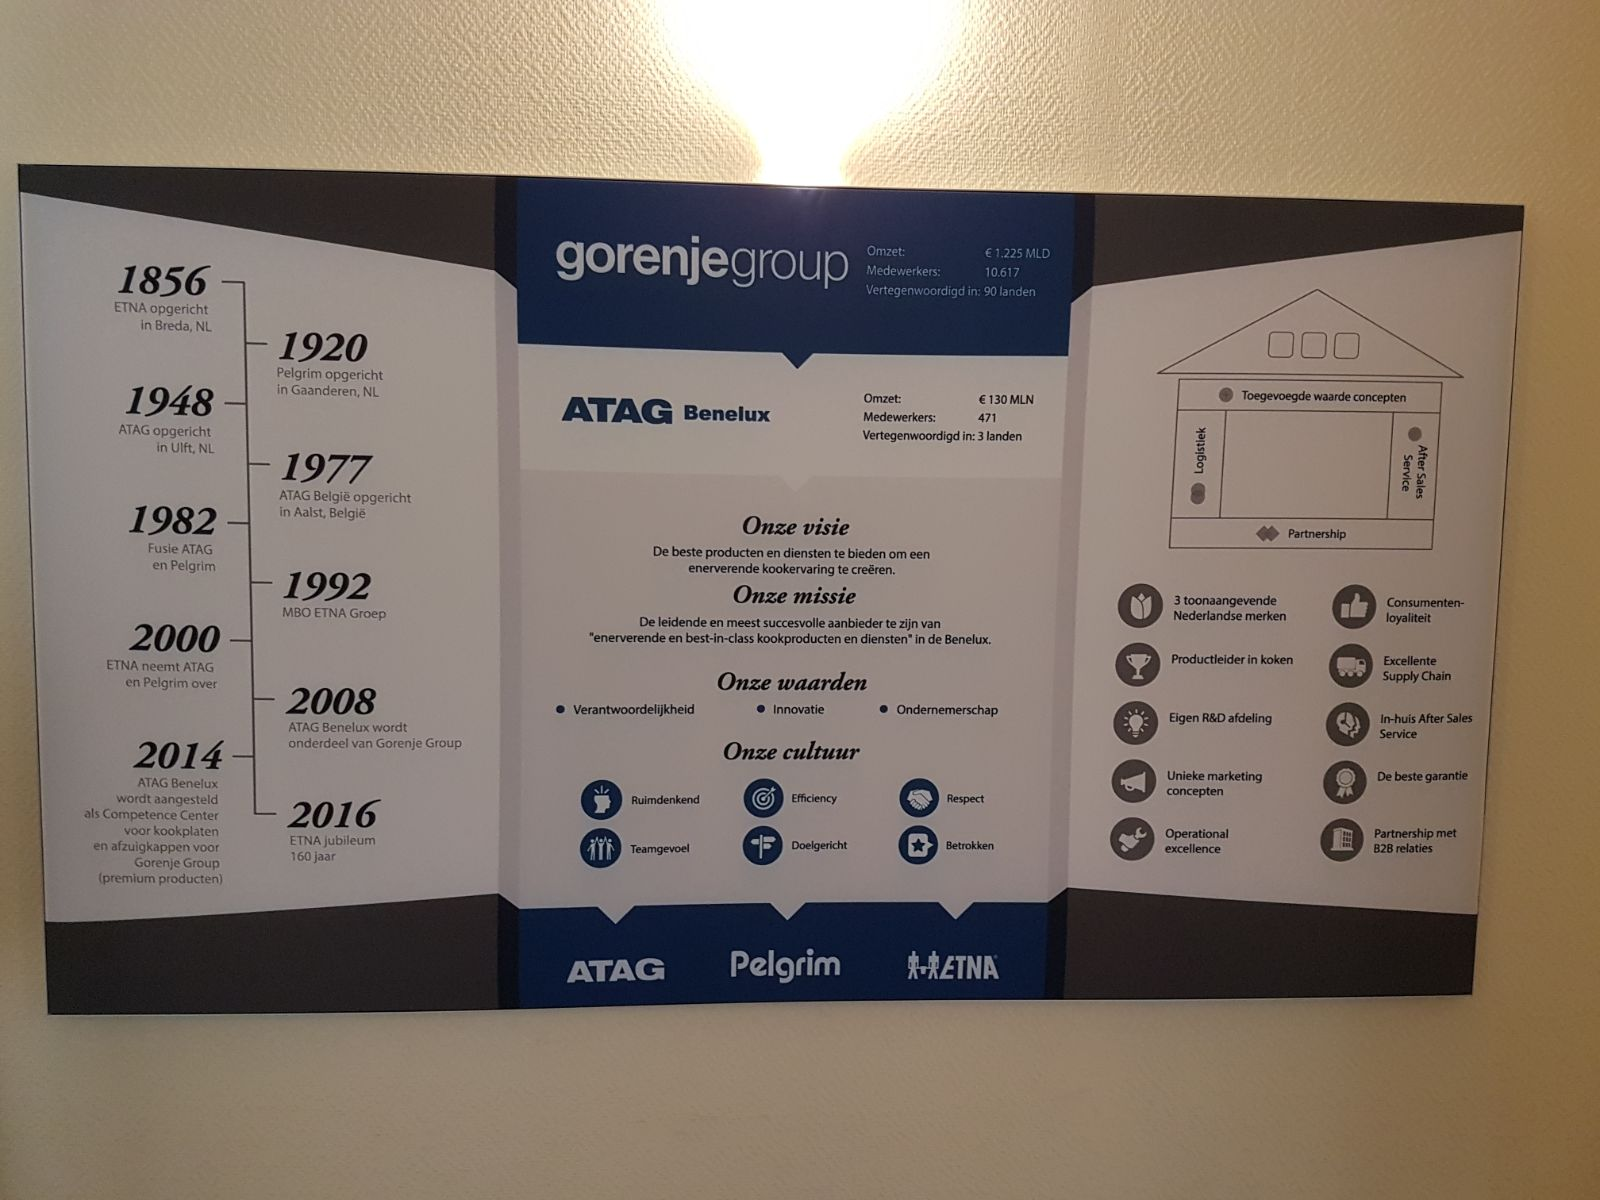 1856
ETNA opgericht
in Breda, NL
1920
Pelgrim opgericht
in Gaanderen, NL
1948
ATAG opgericht
in Ulft, NL
1977
ATAG België opgericht
in Aalst, België
1982
Fusie ATAG
en Pelgrim
1992
MBO ETNA Groep
2000
ETNA neemt ATAG
en Pelgrim over
2008
ATAG Benelux wordt
onderdeel van Gorenje Group
2014
ATAG Benelux
wordt aangesteld
als Competence Center
voor kookplaten
en afzuigkappen voor
Gorenje Group
(premium producten)
2016
ETNA jubileum
160 jaar
gorenjegroup
Omzet: € 1.225 MLD
Medewerkers: 10.617
Vertegenwoordigd in: 90 landen
ATAG Benelux
Omzet: € 130 MLN
Medewerkers: 471
Vertegenwoordigd in: 3 landen
Onze visie
De beste producten en diensten te bieden om een
enerverende kookervaring te creëren.
Onze missie
De leidende en meest succesvolle aanbieder te zijn van
"enerverende en best-in-class kookproducten en diensten" in de Benelux.
Onze waarden
• Verantwoordelijkheid • Innovatie • Ondernemerschap
Onze cultuur
Ruimdenkend Efficiency Respect
Teamgevoel Doelgericht Betrokken
ATAG Pelgrim ETNA
Toegevoegde waarde concepten
Logistiek
After Sales
Service
Partnership
3 toonaangevende
Nederlandse merken
Productleider in koken
Eigen R&D afdeling
Unieke marketing
concepten
Operational
excellence
Consumenten-
loyaliteit
Excellente
Supply Chain
In-huis After Sales
Service
De beste garantie
Partnership met
B2B relaties